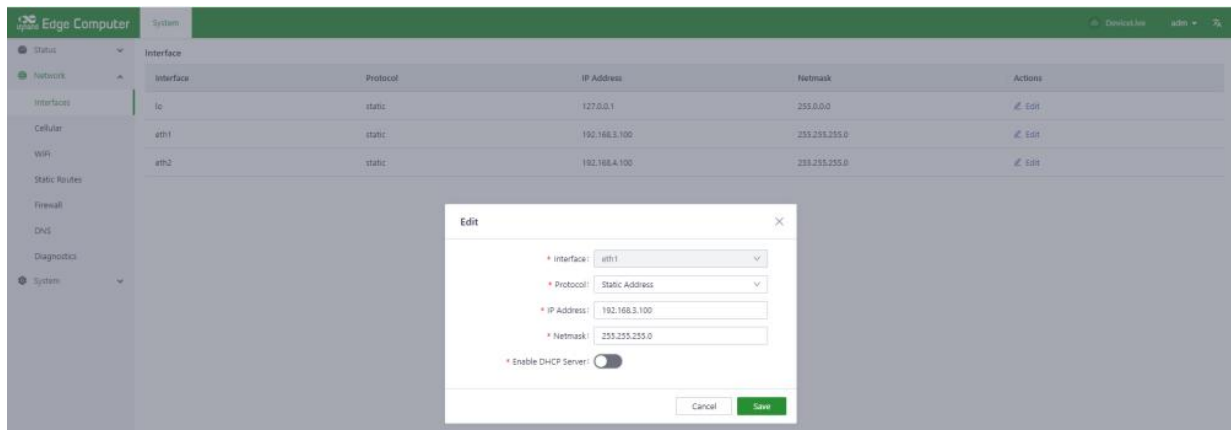 Edge Computer
System
DeviceLive adm
Status
Interface
Network
Interface Protocol IP Address Netmask Actions
Interfaces
lo static 127.0.0.1 255.0.0.0 Edit
Cellular
eth1 static 192.168.3.100 255.255.255.0 Edit
WiFi
eth2 static 192.168.4.100 255.255.255.0 Edit
Static Routes
Firewall
DNS
Diagnostics
System
Edit
* Interface: eth1
* Protocol: Static Address
* IP Address: 192.168.3.100
* Netmask: 255.255.255.0
* Enable DHCP Server:
Cancel Save